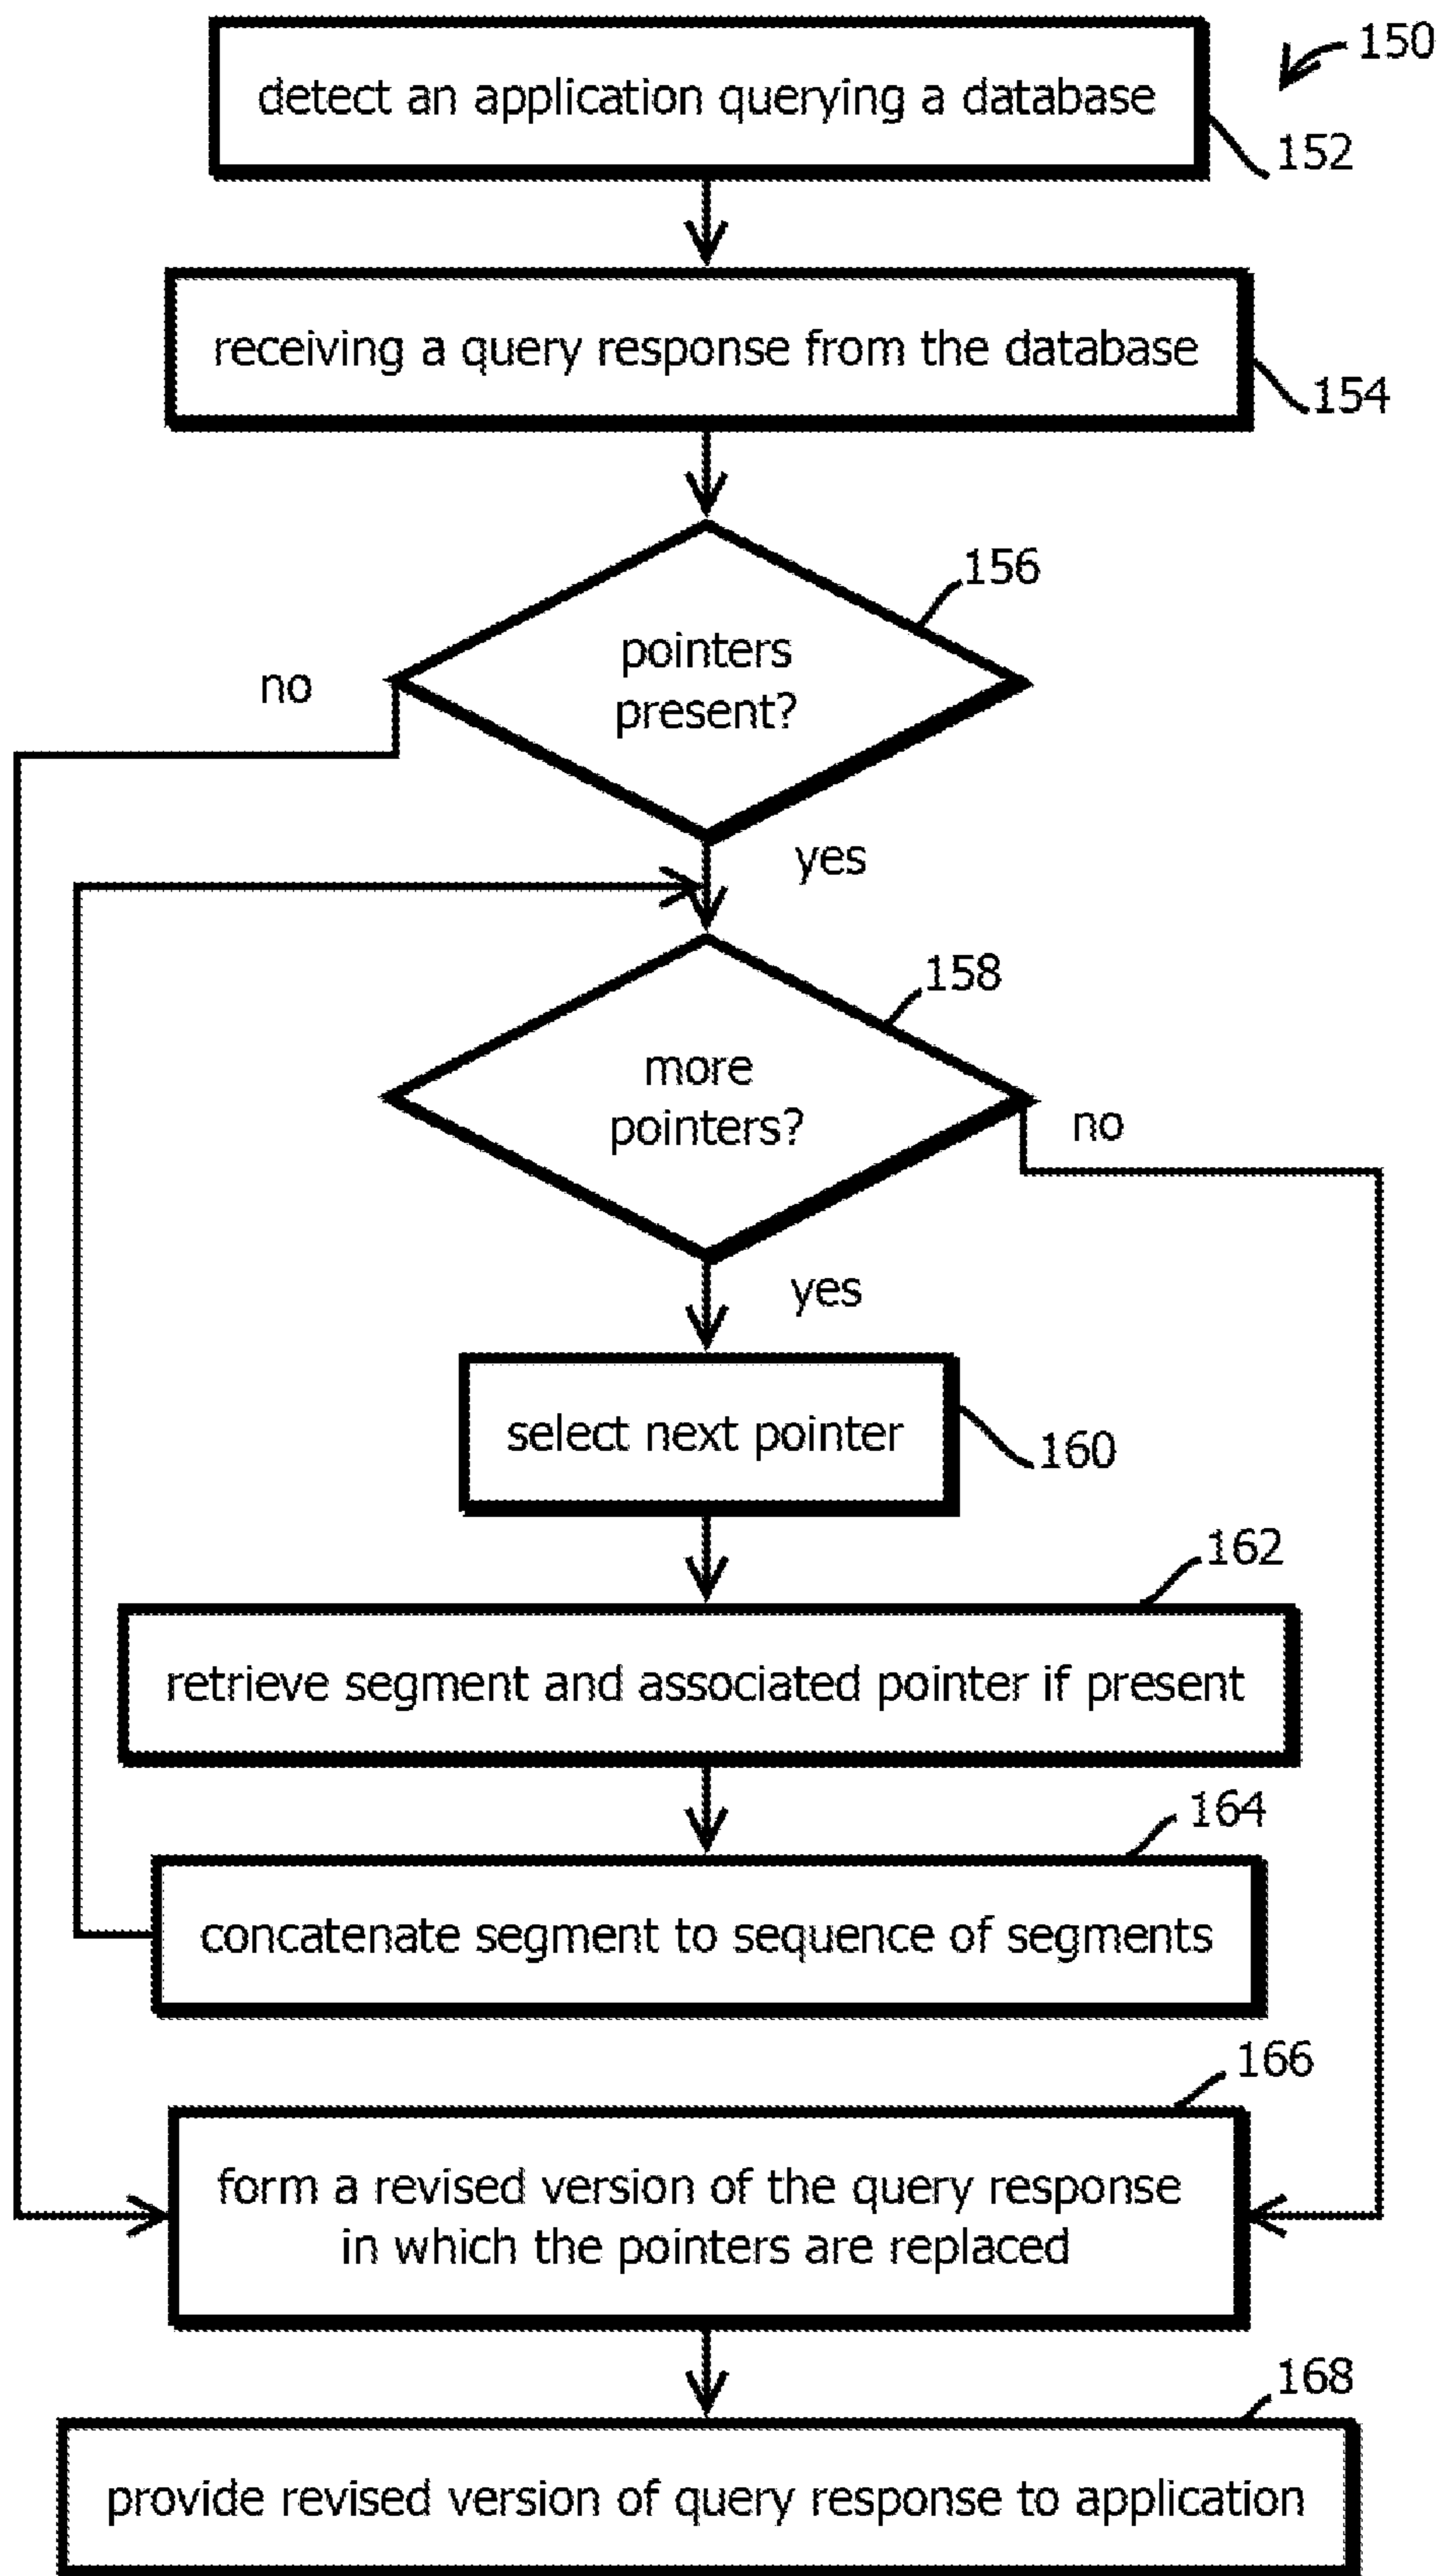 150
detect an application querying a database
152
receiving a query response from the database
154
156
pointers
present?
no
yes
158
more
pointers?
no
yes
select next pointer
160
162
retrieve segment and associated pointer if present
164
concatenate segment to sequence of segments
166
form a revised version of the query response
in which the pointers are replaced
168
provide revised version of query response to application